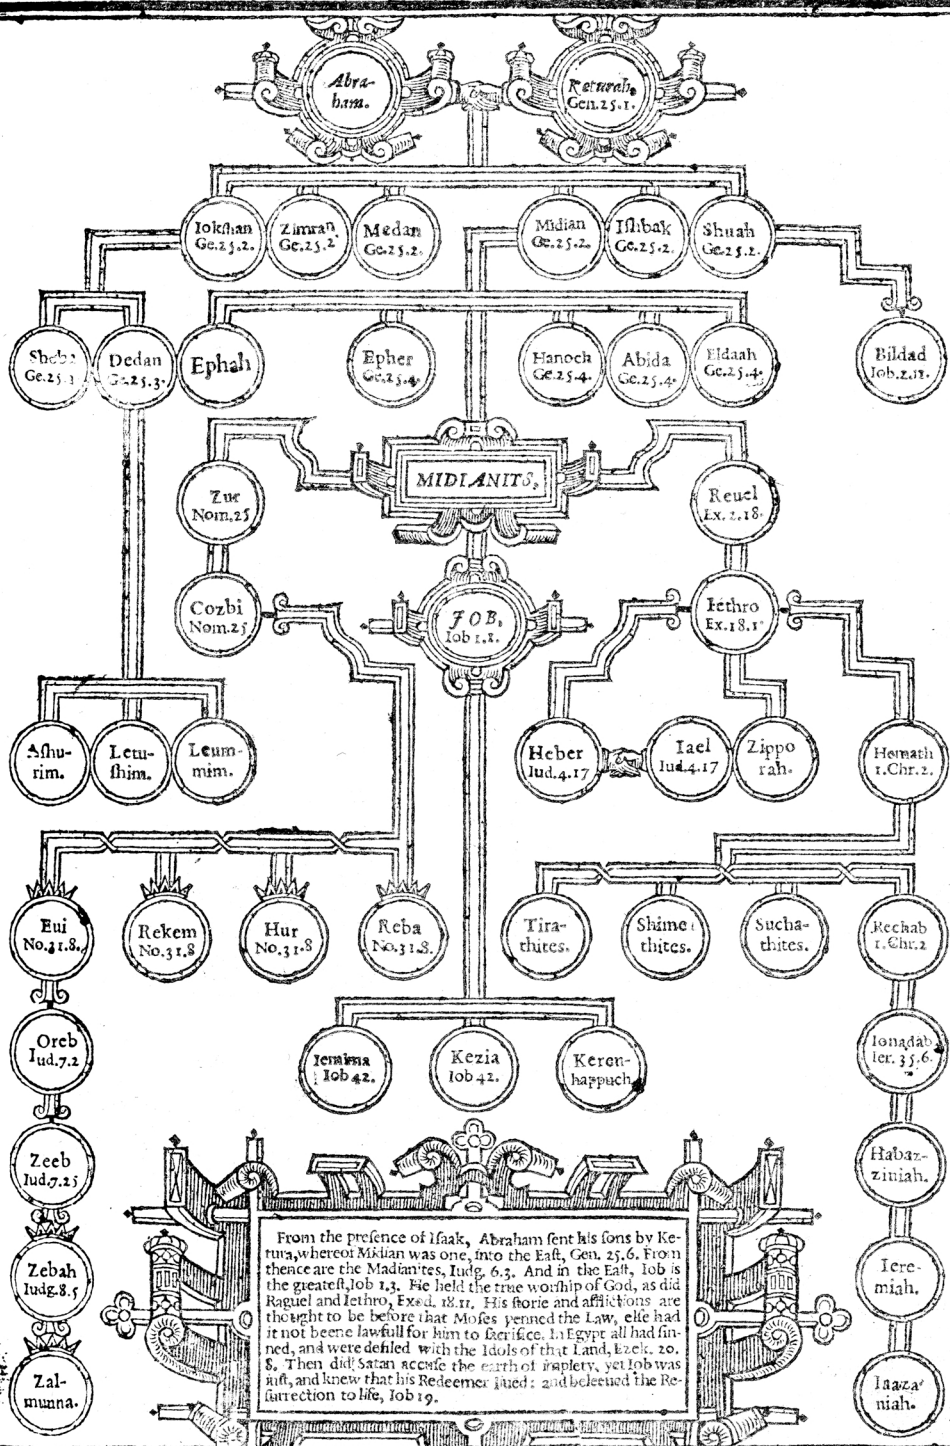 Abra-
ham.
Keturah,
Gen. 25.1.
Iokſhan
Ge.25.2.
Zimran
Ge.25.2
Medan
Ge.25.2.
Midian
Ge.25.2.
Iſhbak
Ge.25.2.
Shuah
Ge.25.2.
Sheba
Ge.25.3
Dedan
Ge.25.3.
Ephah
Epher
Ge.25.4.
Hanoch
Ge.25.4.
Abida
Ge.25.4.
Eldaah
Ge.25.4.
Bildad
Iob.2.11.
Zur
Nom.25
MIDIANITS,
Reuel
Ex.2.18.
Cozbi
Nom.25
JOB,
Iob 1.8.
Iethro
Ex.18.1.
Aſhu-
rim.
Letu-
ſhim.
Leum-
mim.
Heber
Iud.4.17
Iael
Iud.4.17
Zippo
rah.
Hemath
1.Chr.2.
Eui
No.31.8.
Rekem
No.31.8
Hur
No.31.8
Reba
No.31.8.
Tira-
thites.
Shime
thites.
Sucha-
thites.
Rechab
1.Chr.2
Oreb
Iud.7.2
Iemima
Iob 42.
Kezia
Iob 42.
Keren-
happuch
Ionadab
Ier.35.6.
Zeeb
Iud.7.25
Habaz-
ziniah.
Zebah
Iudg.8.5
Iere-
miah.
Zal-
munna.
Iaaza-
niah.
From the preſence of Iſaak, Abraham ſent his ſons by Ke-
tura, whereof Midian was one, into the Eaſt, Gen. 25.6. From
thence are the Madianites, Iudg. 6.3. And in the Eaſt, Iob is
the greateſt, Iob 1.3. He held the true worſhip of God, as did
Raguel and Iethro, Exod. 18.11. His ſtorie and afflictions are
thought to be before that Moſes penned the Law, elſe had
it not beene lawfull for him to ſacrifice. In Egypt all had ſin-
ned, and were defiled with the Idols of that Land, Ezek. 20.
8. Then did Satan accuſe the earth of impiety, yet Iob was
iuſt, and knew that his Redeemer liued: and beleeued the Re-
ſurrection to life, Iob 19.